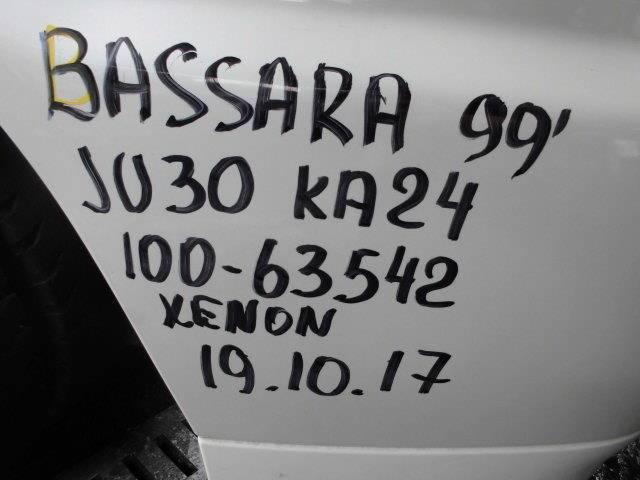 BASSARA 99'
JU30 KA24
100-63542
XENON
19.10.17